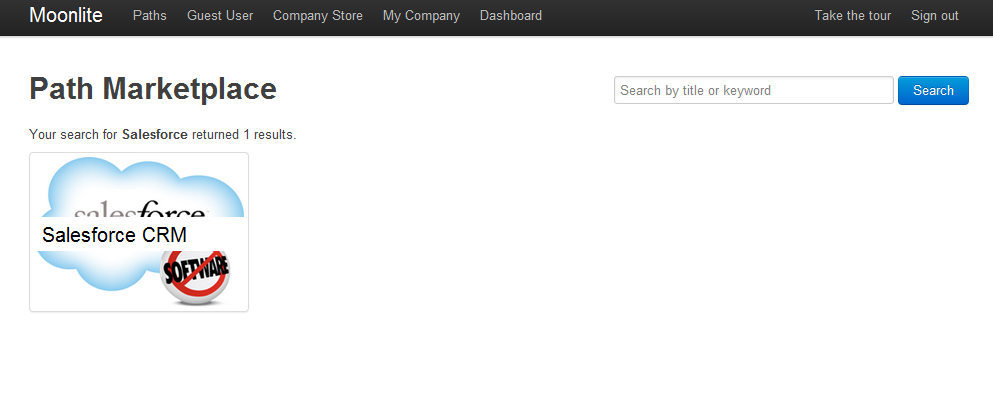 Moonlite Paths Guest User Company Store My Company Dashboard Take the tour Sign out
Path Marketplace
Search by title or keyword Search
Your search for Salesforce returned 1 results.
salesforce
Salesforce CRM
SOFTWARE